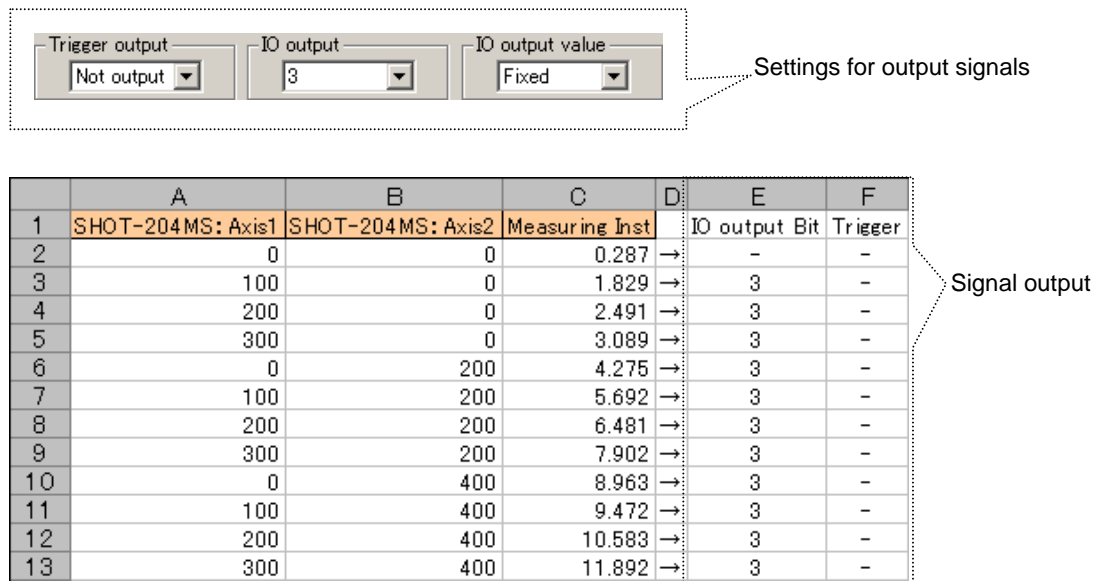 Trigger output IO output IO output value
Not output 3 Fixed
Settings for output signals
A B C D E F
1 SHOT-204MS: Axis1 SHOT-204MS: Axis2 Measuring Inst IO output Bit Trigger
2 0 0 0.287 → - -
3 100 0 1.829 → 3 -
4 200 0 2.491 → 3 -
5 300 0 3.089 → 3 -
6 0 200 4.275 → 3 -
7 100 200 5.692 → 3 -
8 200 200 6.481 → 3 -
9 300 200 7.902 → 3 -
10 0 400 8.963 → 3 -
11 100 400 9.472 → 3 -
12 200 400 10.583 → 3 -
13 300 400 11.892 → 3 -
Signal output